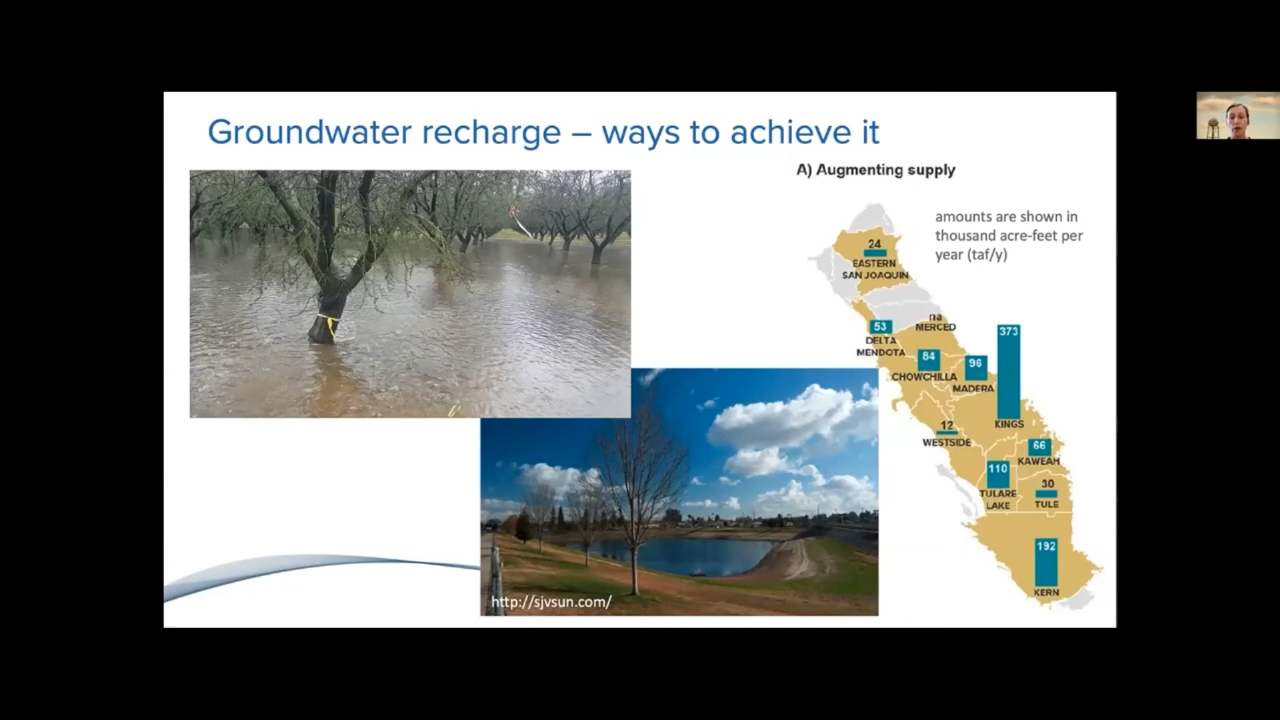 Groundwater recharge – ways to achieve it
A) Augmenting supply
amounts are shown in
thousand acre-feet per
year (taf/y)
24
EASTERN
SAN JOAQUIN
na
MERCED
53
DELTA
MENDOTA
84
CHOWCHILLA
96
MADERA
373
KINGS
12
WESTSIDE
66
KAWEAH
110
TULARE
LAKE
30
TULE
192
KERN
http://sjvsun.com/